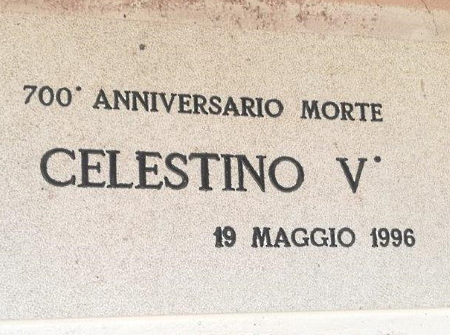 700° ANNIVERSARIO MORTE
CELESTINO V°
19 MAGGIO 1996